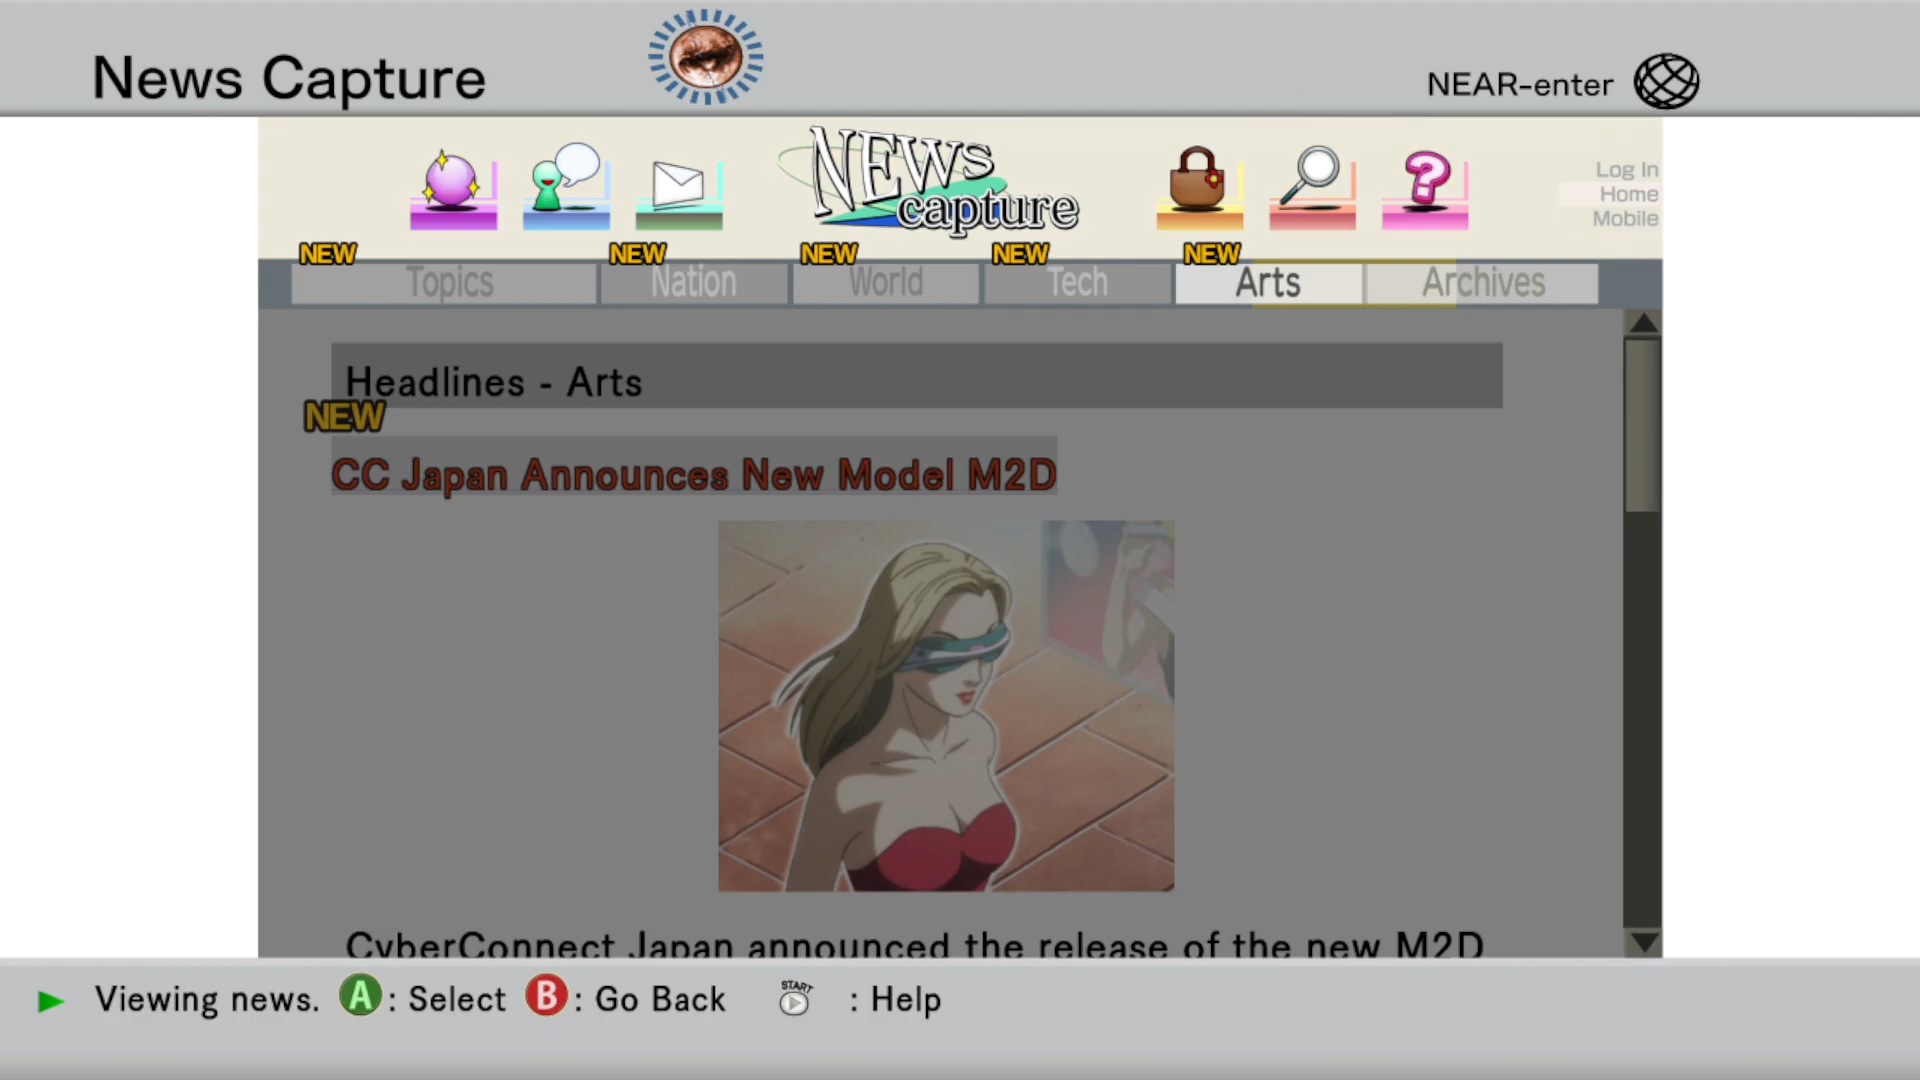 News Capture
NEAR-enter
NEWS
capture
Log In
Home
Mobile
NEW
NEW
NEW
NEW
NEW
Topics
Nation
World
Tech
Arts
Archives
Headlines - Arts
NEW
CC Japan Announces New Model M2D
CyberConnect Japan announced the release of the new M2D
Viewing news. A : Select B : Go Back START : Help